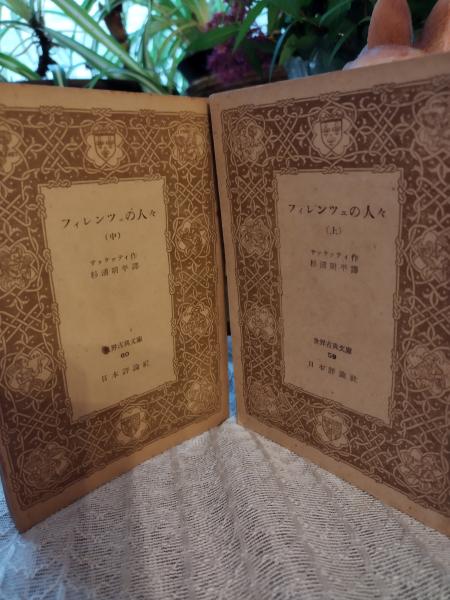 フィレンツェの人々
(中)
サッケッティ作
杉浦明平譯
世界古典文庫
60
日本評論社
フィレンツェの人々
(上)
サッケッティ作
杉浦明平譯
世界古典文庫
59
日本評論社